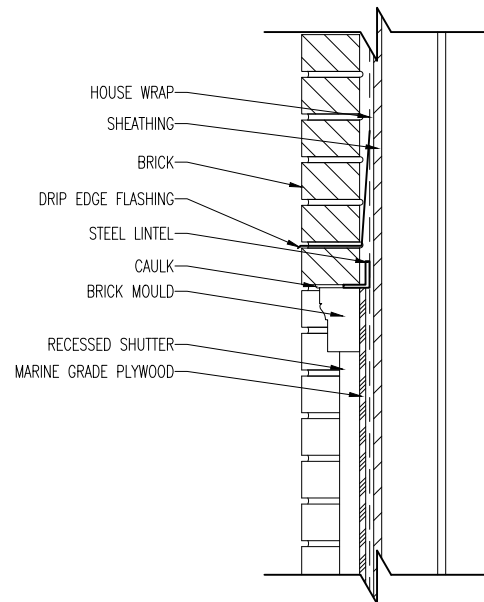 HOUSE WRAP
SHEATHING
BRICK
DRIP EDGE FLASHING
STEEL LINTEL
CAULK
BRICK MOULD
RECESSED SHUTTER
MARINE GRADE PLYWOOD